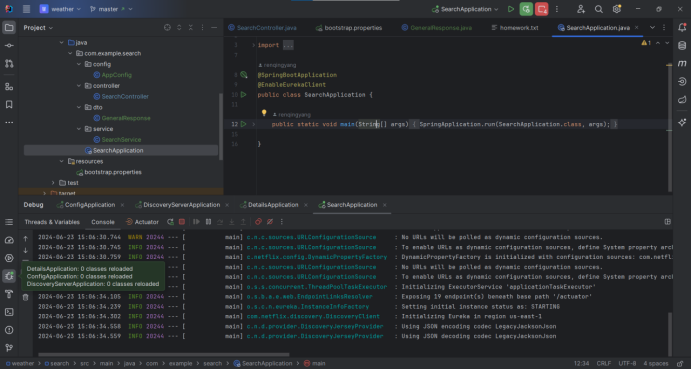 weather
master
SearchApplication
Project
SearchController.java
bootstrap.properties
GeneralResponse.java
homework.txt
SearchApplication.java
java
com.example.search
config
AppConfig
controller
SearchController
dto
GeneralResponse
service
SearchService
SearchApplication
resources
bootstrap.properties
test
target
import ...
renqingyang
@SpringBootApplication
@EnableEurekaClient
public class SearchApplication {
renqingyang
public static void main(String[] args) { SpringApplication.run(SearchApplication.class, args); }
}
Debug
ConfigApplication
DiscoveryServerApplication
DetailsApplication
SearchApplication
Threads & Variables
Console
Actuator
2024-06-23 15:06:30.744 WARN 20244 --- [ main] c.n.c.sources.URLConfigurationSource : No URLs will be polled as dynamic configuration sources.
2024-06-23 15:06:30.745 INFO 20244 --- [ main] c.n.c.sources.URLConfigurationSource : To enable URLs as dynamic configuration sources, define System property arch
2024-06-23 15:06:30.759 INFO 20244 --- [ main] c.netflix.config.DynamicPropertyFactory : DynamicPropertyFactory is initialized with configuration sources: com.netfl
main] c.n.c.sources.URLConfigurationSource : No URLs will be polled as dynamic configuration sources.
main] c.n.c.sources.URLConfigurationSource : To enable URLs as dynamic configuration sources, define System property arch
main] o.s.s.concurrent.ThreadPoolTaskExecutor : Initializing ExecutorService 'applicationTaskExecutor'
DetailsApplication: 0 classes reloaded
ConfigApplication: 0 classes reloaded
DiscoveryServerApplication: 0 classes reloaded
2024-06-23 15:06:34.185 INFO 20244 --- [ main] o.s.b.a.e.web.EndpointLinksResolver : Exposing 19 endpoint(s) beneath base path '/actuator'
2024-06-23 15:06:34.239 INFO 20244 --- [ main] o.s.c.n.eureka.InstanceInfoFactory : Setting initial instance status as: STARTING
2024-06-23 15:06:34.302 INFO 20244 --- [ main] com.netflix.discovery.DiscoveryClient : Initializing Eureka in region us-east-1
2024-06-23 15:06:34.558 INFO 20244 --- [ main] c.n.d.provider.DiscoveryJerseyProvider : Using JSON encoding codec LegacyJacksonJson
2024-06-23 15:06:34.559 INFO 20244 --- [ main] c.n.d.provider.DiscoveryJerseyProvider : Using JSON decoding codec LegacyJacksonJson
weather > search > src > main > java > com > example > search > SearchApplication > main
12:34 CRLF UTF-8 4 spaces